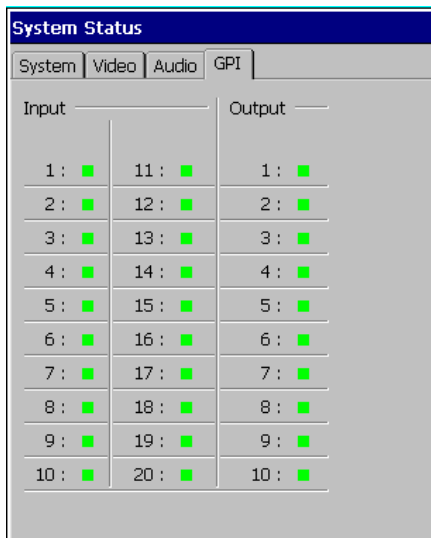 System Status
System Video Audio GPI
Input Output
1 : 11 : 1 :
2 : 12 : 2 :
3 : 13 : 3 :
4 : 14 : 4 :
5 : 15 : 5 :
6 : 16 : 6 :
7 : 17 : 7 :
8 : 18 : 8 :
9 : 19 : 9 :
10 : 20 : 10 :